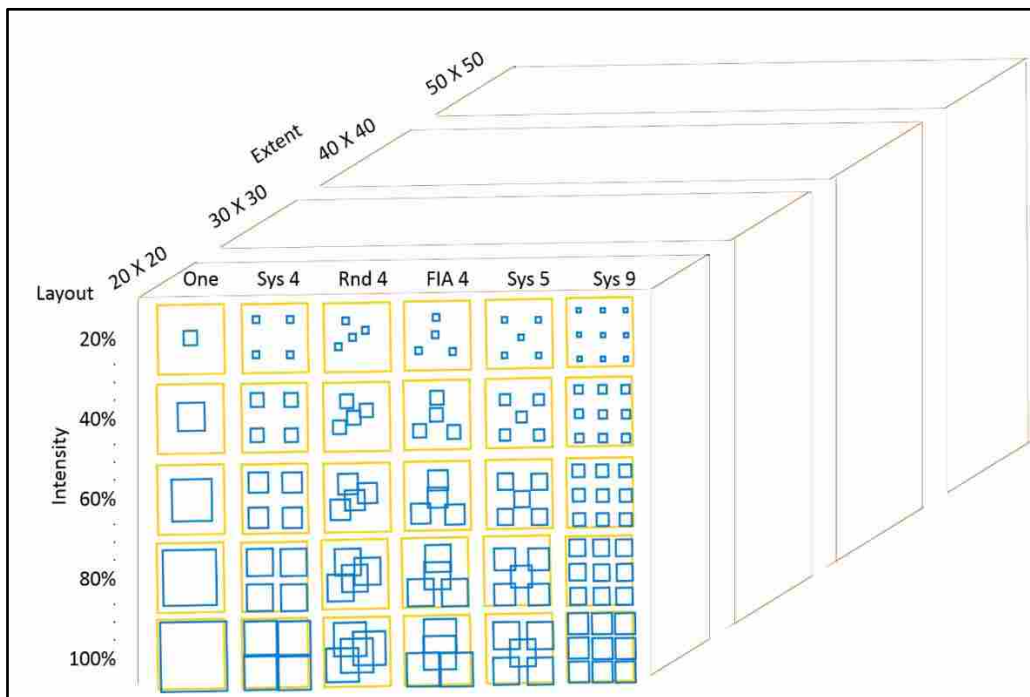 50 X 50
Extent
40 X 40
30 X 30
20 X 20
Layout
One Sys 4 Rnd 4 FIA 4 Sys 5 Sys 9
Intensity
20%
40%
60%
80%
100%